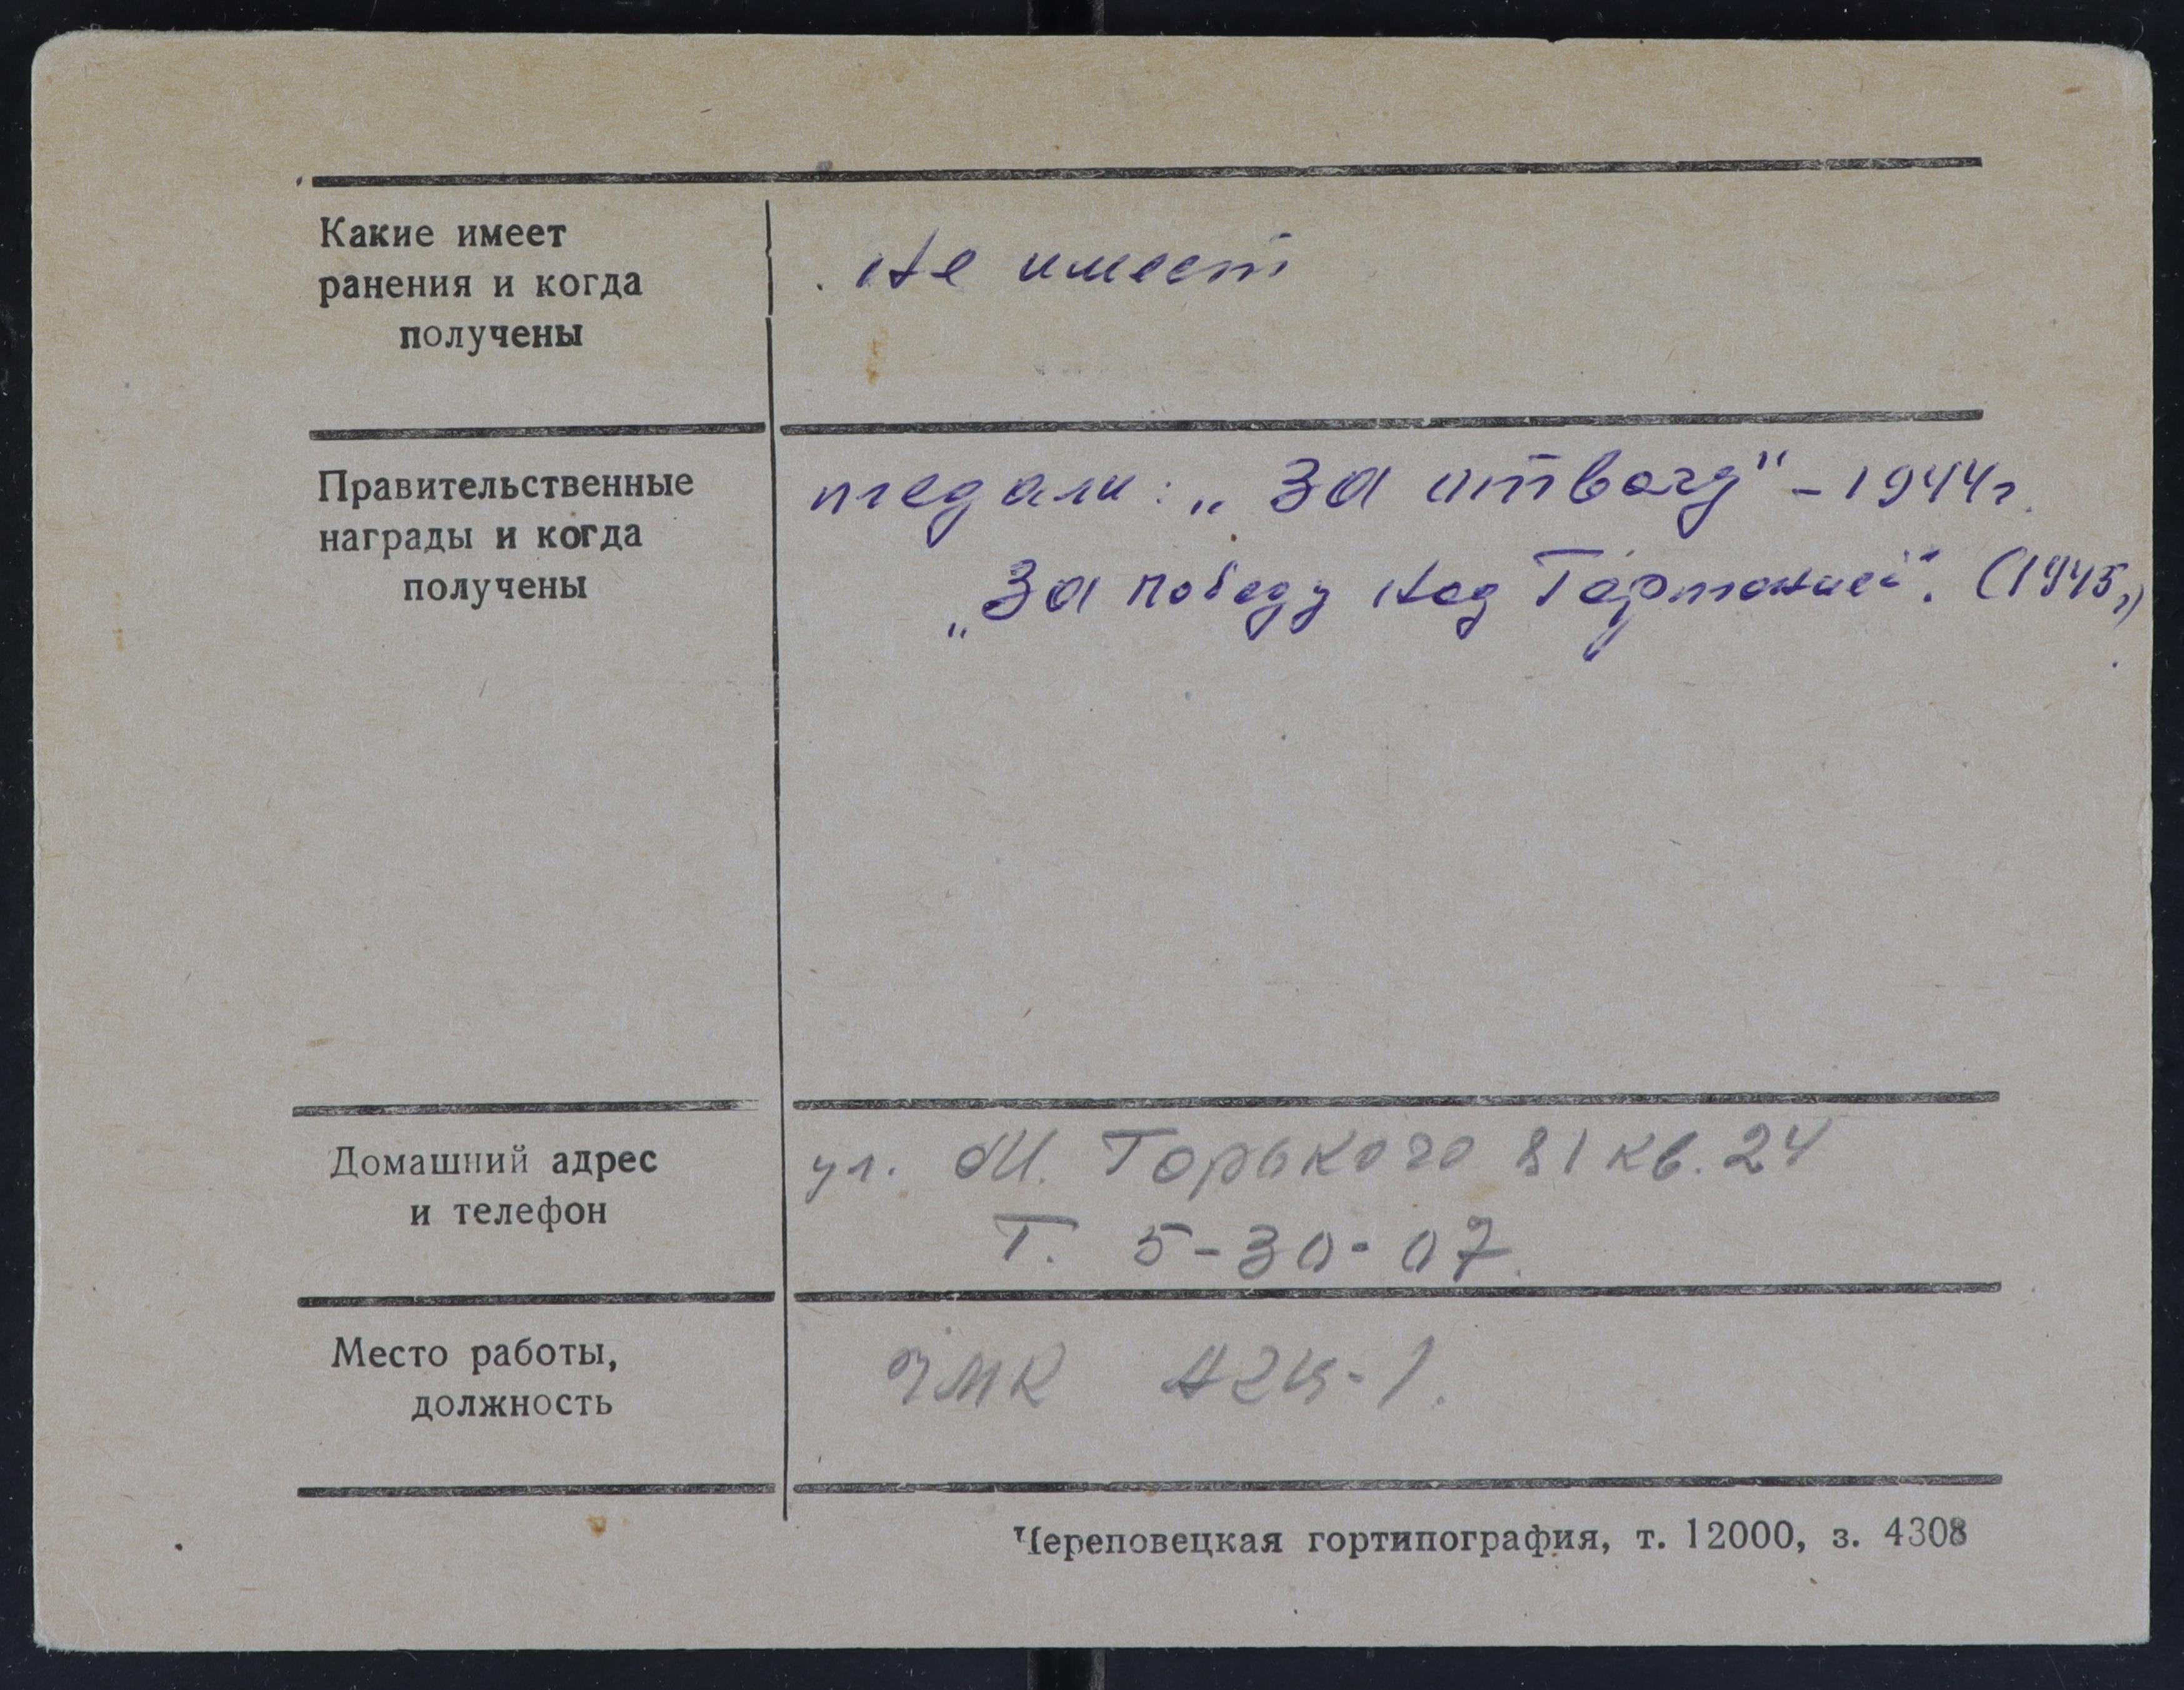 Какие имеет
ранения и когда
получены
Не имеет
Правительственные
награды и когда
получены
медали: „За отвагу" - 1944 г.
„За победу над Германией". (1945 г)
Домашний адрес
и телефон
ул. М. Горького 81 кв. 24
Т. 5-30-07.
Место работы,
должность
ЧМК АгЦ-1.
Череповецкая гортипография, т. 12000, з. 4308